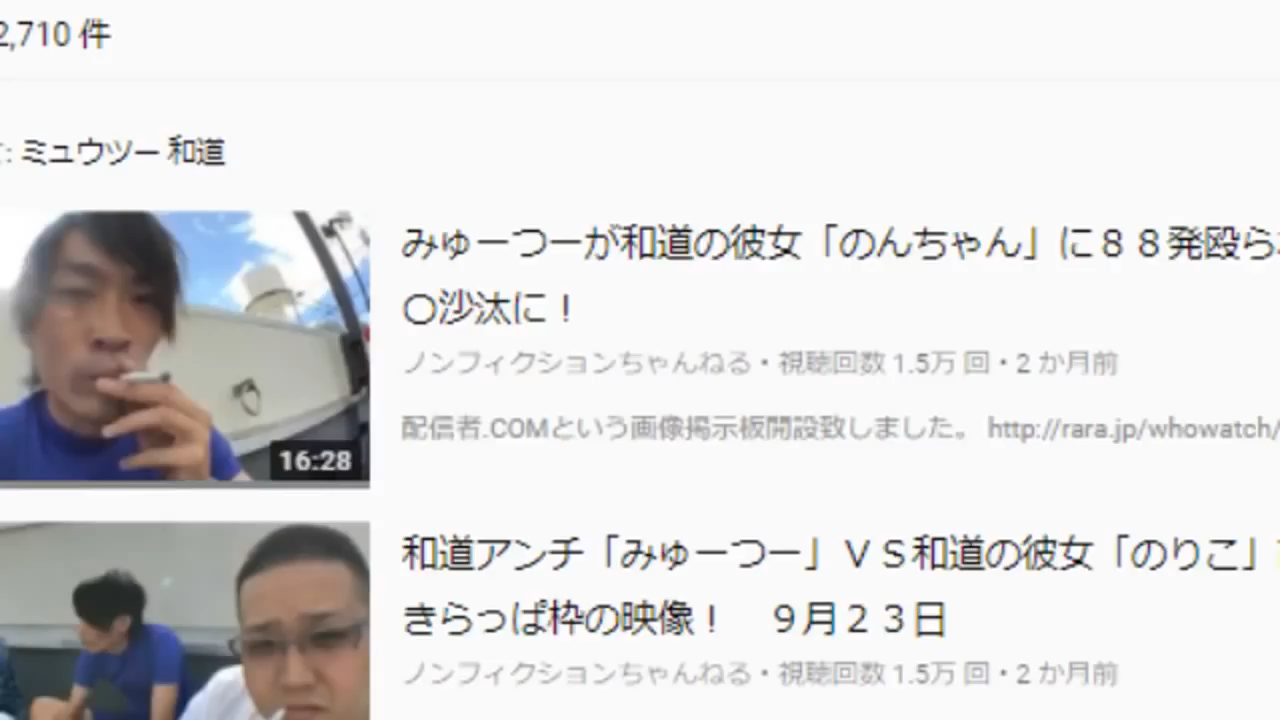 2,710 件
: ミュウツー 和道
みゅーつーが和道の彼女「のんちゃん」に８８発殴ら
〇沙汰に！
ノンフィクションちゃんねる・視聴回数 1.5万 回・2 か月前
配信者.COMという画像掲示板開設致しました。 http://rara.jp/whowatch/
16:28
和道アンチ「みゅーつー」ＶＳ和道の彼女「のりこ」
きらっぱ枠の映像！　９月２３日
ノンフィクションちゃんねる・視聴回数 1.5万 回・2 か月前